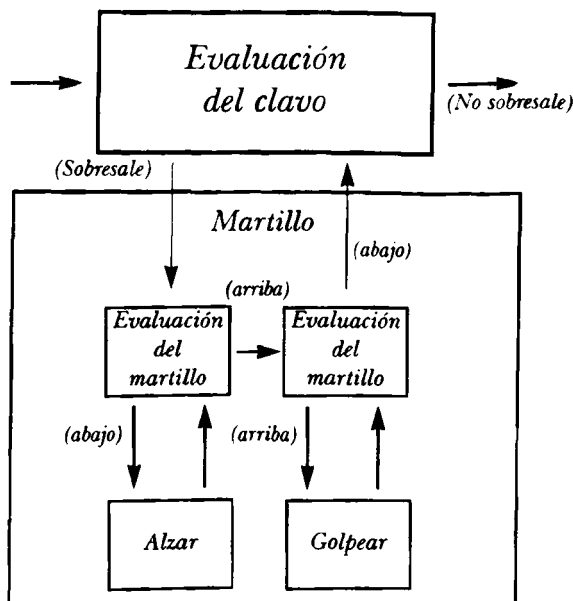 Evaluación
del clavo
(No sobresale)
(Sobresale)
Martillo
(abajo)
(arriba)
Evaluación
del
martillo
Evaluación
del
martillo
(abajo)
(arriba)
Alzar
Golpear